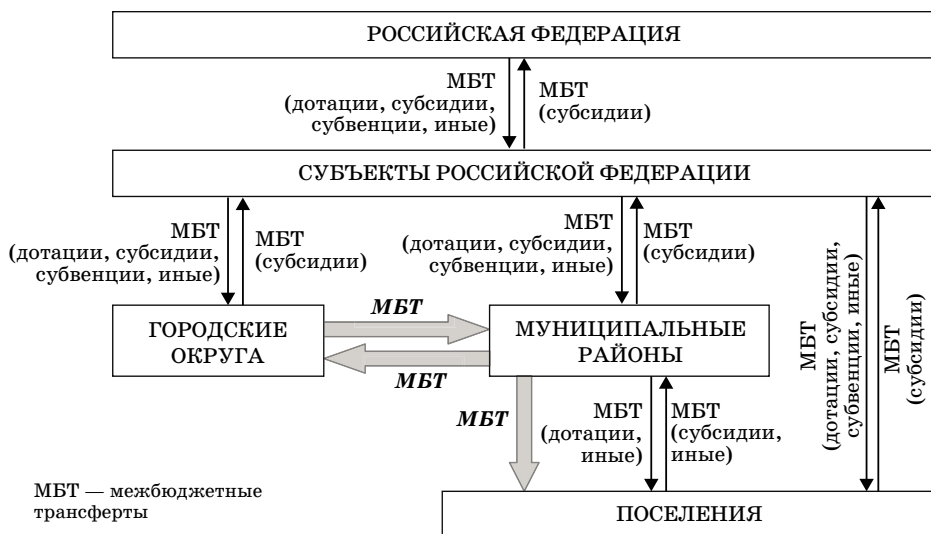 РОССИЙСКАЯ ФЕДЕРАЦИЯ
МБТ
(дотации, субсидии,
субвенции, иные)
МБТ
(субсидии)
СУБЪЕКТЫ РОССИЙСКОЙ ФЕДЕРАЦИИ
МБТ
(дотации, субсидии,
субвенции, иные)
МБТ
(субсидии)
МБТ
(дотации, субсидии,
субвенции, иные)
МБТ
(субсидии)
МБТ
(дотации, субсидии,
субвенции, иные)
МБТ
(субсидии)
ГОРОДСКИЕ
ОКРУГА
МБТ
МБТ
МУНИЦИПАЛЬНЫЕ
РАЙОНЫ
МБТ
МБТ
(дотации,
иные)
МБТ
(субсидии,
иные)
МБТ — межбюджетные
трансферты
ПОСЕЛЕНИЯ